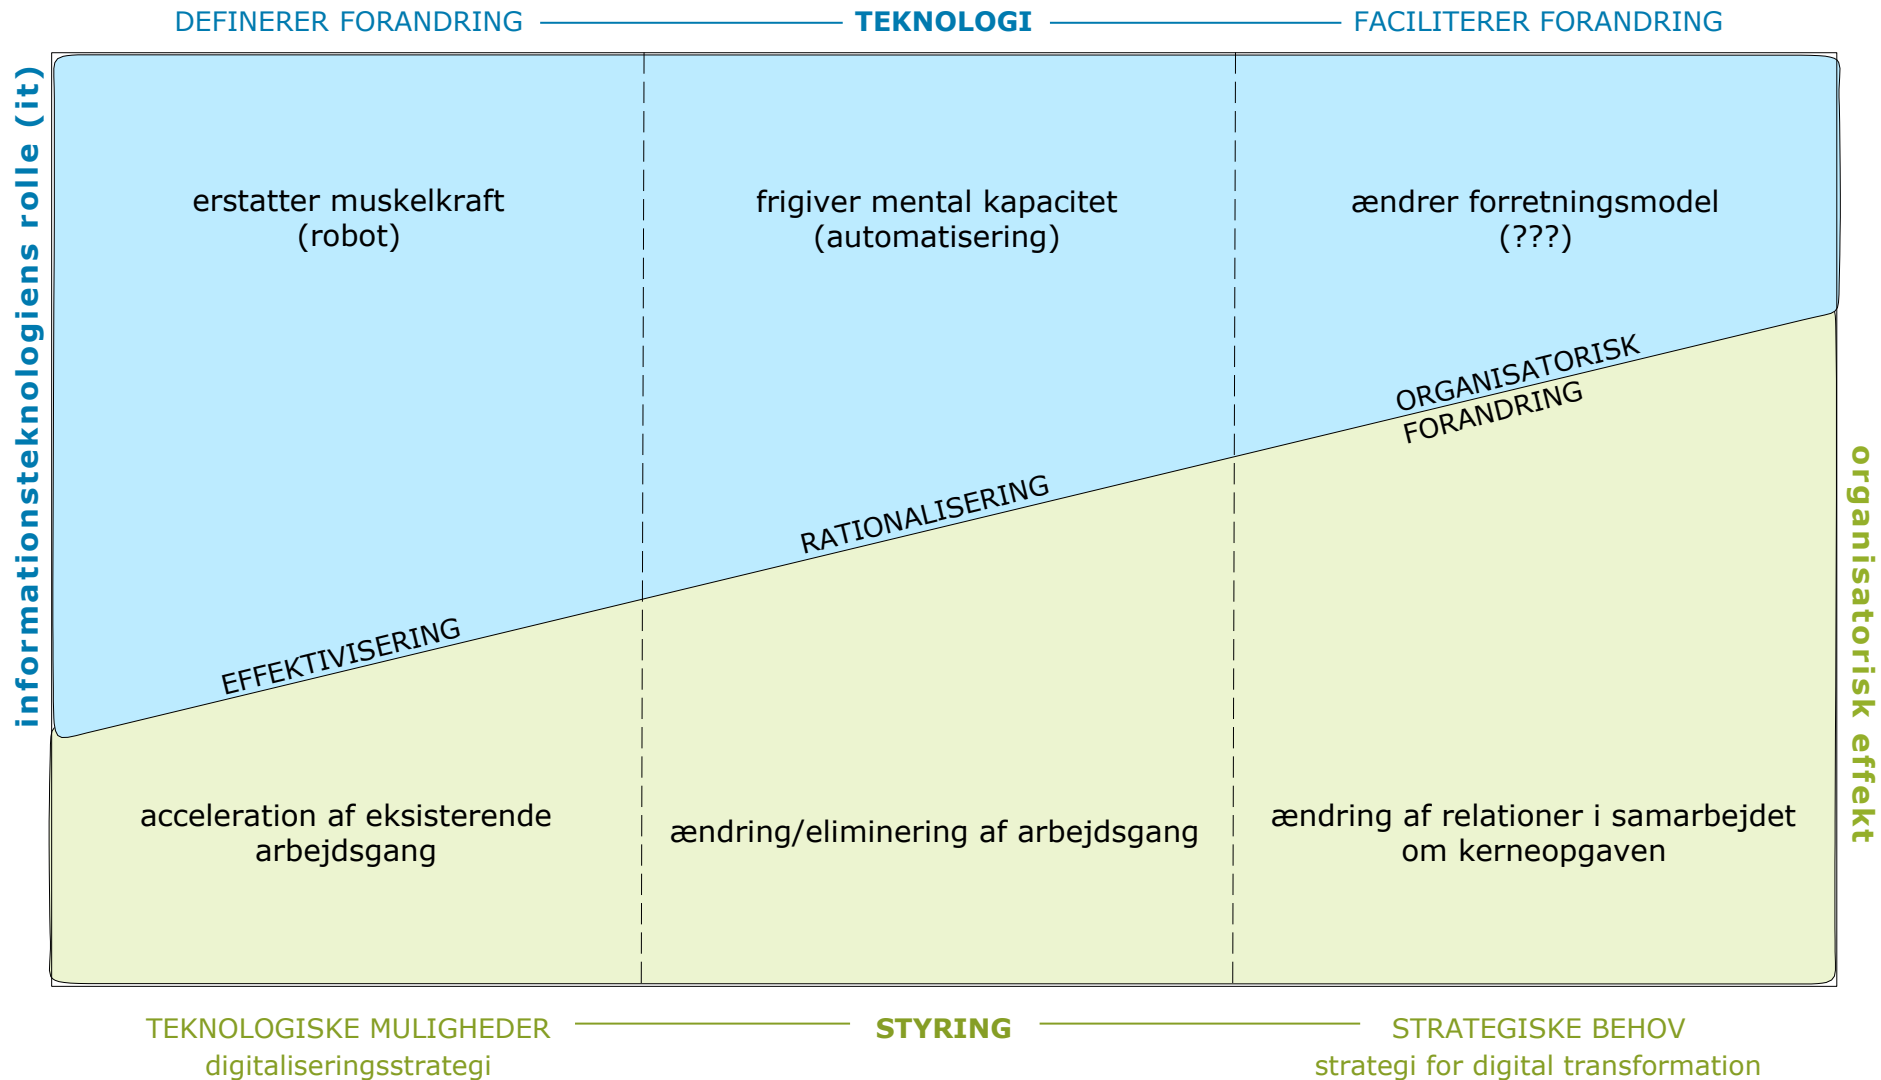 DEFINERER FORANDRING
TEKNOLOGI
FACILITERER FORANDRING
informationsteknologiens rolle (it)
erstatter muskelkraft
(robot)
frigiver mental kapacitet
(automatisering)
ændrer forretningsmodel
(???)
EFFEKTIVISERING
RATIONALISERING
ORGANISATORISK
FORANDRING
organisatorisk effekt
acceleration af eksisterende
arbejdsgang
ændring/eliminering af arbejdsgang
ændring af relationer i samarbejdet
om kerneopgaven
TEKNOLOGISKE MULIGHEDER
digitaliseringsstrategi
STYRING
STRATEGISKE BEHOV
strategi for digital transformation